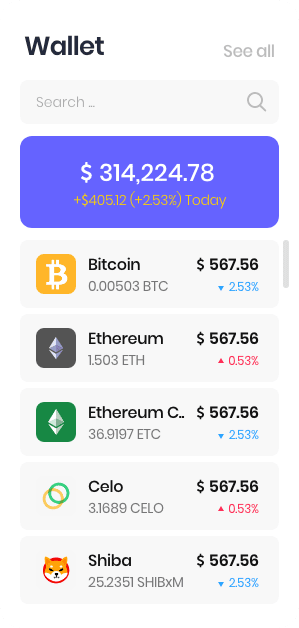 Wallet
See all
Search ...
$ 314,224.78
+$405.12 (+2.53%) Today
Bitcoin $ 567.56
0.00503 BTC 2.53%
Ethereum $ 567.56
1.503 ETH 0.53%
Ethereum C.. $ 567.56
36.9197 ETC 2.53%
Celo $ 567.56
3.1689 CELO 0.53%
Shiba $ 567.56
25.2351 SHIBxM 2.53%